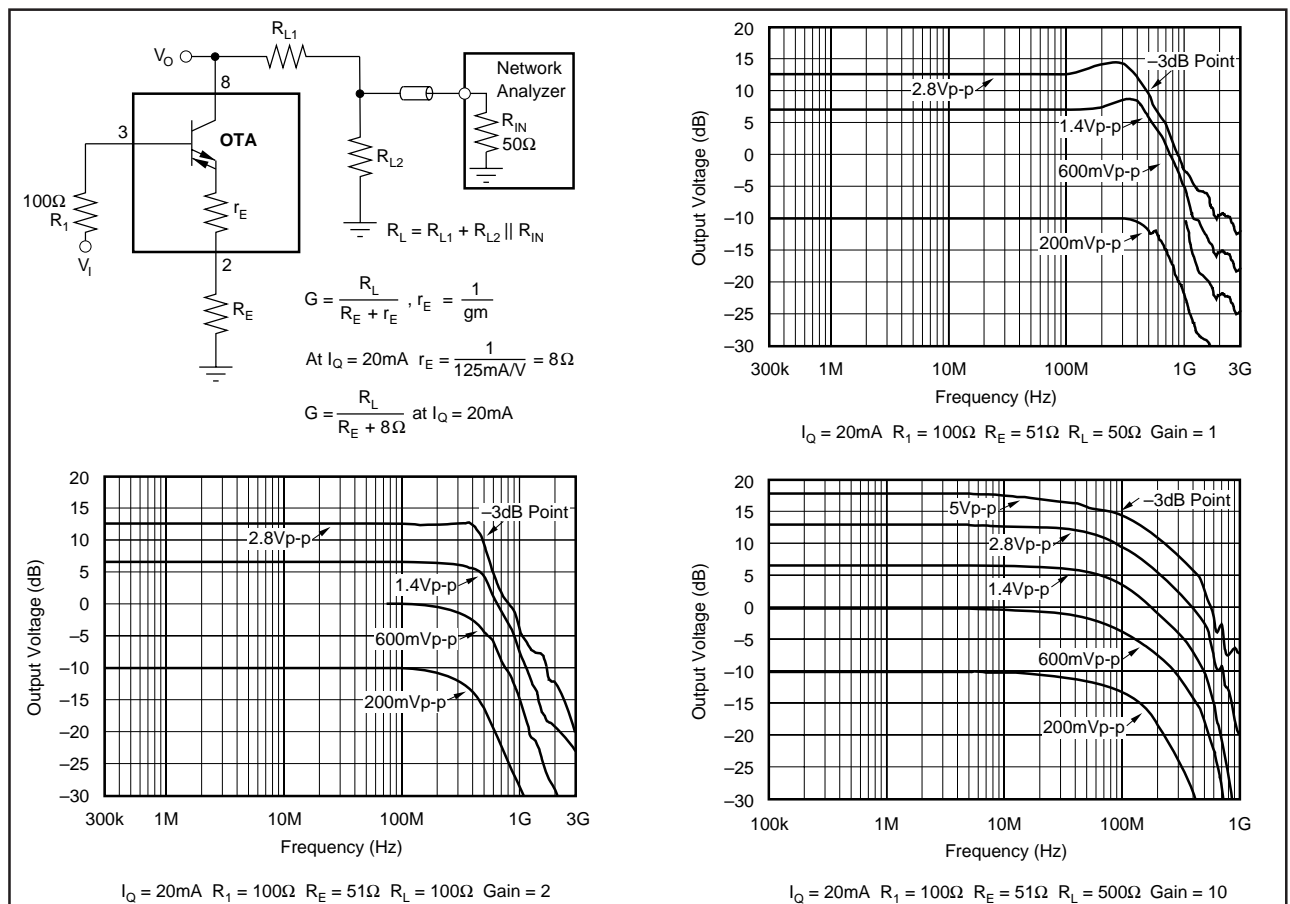 R_L1
V_O
8
Network
Analyzer
R_IN
50Ω
3
OTA
R_L2
100Ω
R_1
r_E
V_I
R_L = R_L1 + R_L2 || R_IN
2
R_E
G = R_L / (R_E + r_E) , r_E = 1 / gm
At I_Q = 20mA r_E = 1 / 125mA/V = 8Ω
G = R_L / (R_E + 8Ω) at I_Q = 20mA
20
15
10
5
0
–5
–10
–15
–20
–25
–30
Output Voltage (dB)
–3dB Point
2.8Vp-p
1.4Vp-p
600mVp-p
200mVp-p
300k 1M 10M 100M 1G 3G
Frequency (Hz)
I_Q = 20mA R_1 = 100Ω R_E = 51Ω R_L = 50Ω Gain = 1
20
15
10
5
0
–5
–10
–15
–20
–25
–30
Output Voltage (dB)
–3dB Point
2.8Vp-p
1.4Vp-p
600mVp-p
200mVp-p
300k 1M 10M 100M 1G 3G
Frequency (Hz)
I_Q = 20mA R_1 = 100Ω R_E = 51Ω R_L = 100Ω Gain = 2
20
15
10
5
0
–5
–10
–15
–20
–25
–30
Output Voltage (dB)
5Vp-p
–3dB Point
2.8Vp-p
1.4Vp-p
600mVp-p
200mVp-p
100k 1M 10M 100M 1G
Frequency (Hz)
I_Q = 20mA R_1 = 100Ω R_E = 51Ω R_L = 500Ω Gain = 10